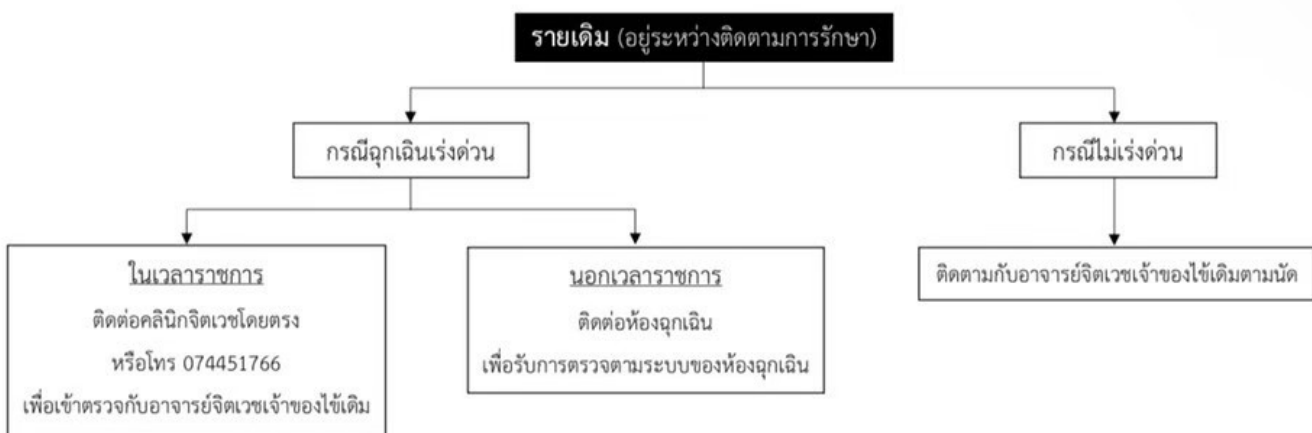 รายเดิม (อยู่ระหว่างติดตามการรักษา)
กรณีฉุกเฉินเร่งด่วน
กรณีไม่เร่งด่วน
ในเวลาราชการ
ติดต่อคลินิกจิตเวชโดยตรง
หรือโทร 074451766
เพื่อเข้าตรวจกับอาจารย์จิตเวชเจ้าของไข้เดิม
นอกเวลาราชการ
ติดต่อห้องฉุกเฉิน
เพื่อรับการตรวจตามระบบของห้องฉุกเฉิน
ติดตามกับอาจารย์จิตเวชเจ้าของไข้เดิมตามนัด